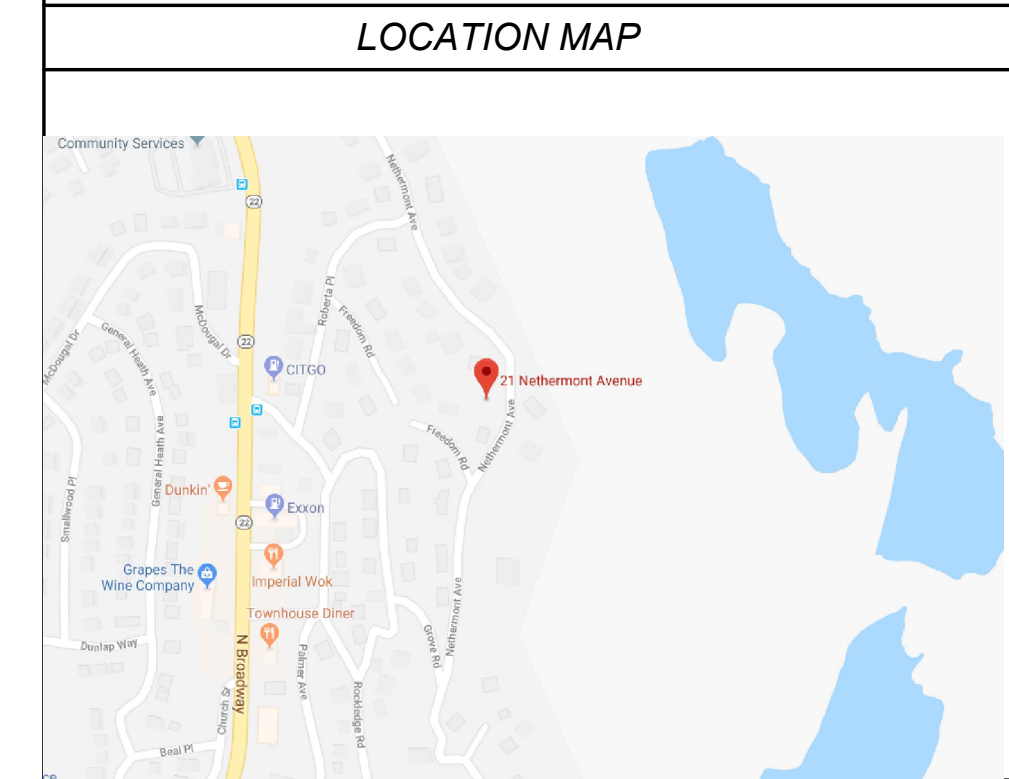 LOCATION MAP
Community Services
Nethermont Ave
22
Roberta Pl
McDougal Dr
Freedom Rd
McDougal Dr
General Heath Ave
22
CITGO
21 Nethermont Avenue
Nethermont Ave
Freedom Rd
General Heath Ave
Smallwood Pl
Dunkin'
Exxon
22
Grapes The
Wine Company
Imperial Wok
Townhouse Diner
Nethermont Ave
Grove Rd
Dunlap Way
N Broadway
Palmer Ave
Rockledge Rd
Church St
Beal Pl
ce